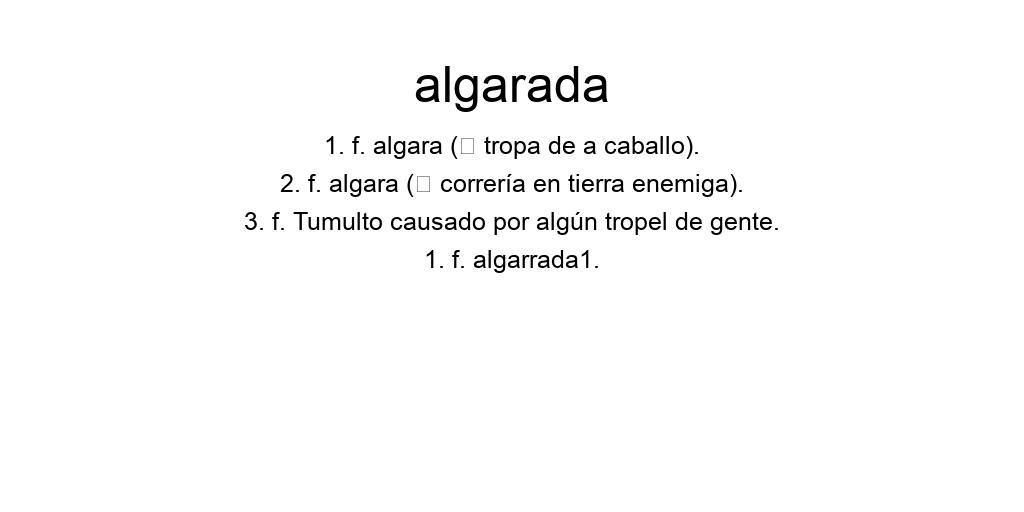 algarada
1. f. algara (□ tropa de a caballo).
2. f. algara (□ correría en tierra enemiga).
3. f. Tumulto causado por algún tropel de gente.
1. f. algarrada1.